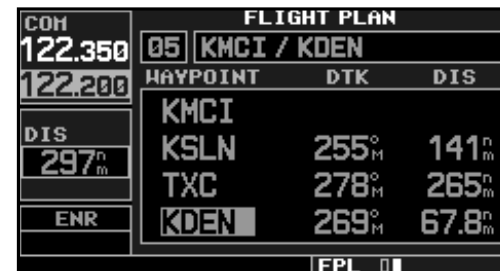 COM
122.350
122.200
DIS
297nm
ENR
FLIGHT PLAN
05 KMCI / KDEN
WAYPOINT DTK DIS
KMCI
KSLN 255°M 141nm
TXC 278°M 265nm
KDEN 269°M 67.8nm
FPL